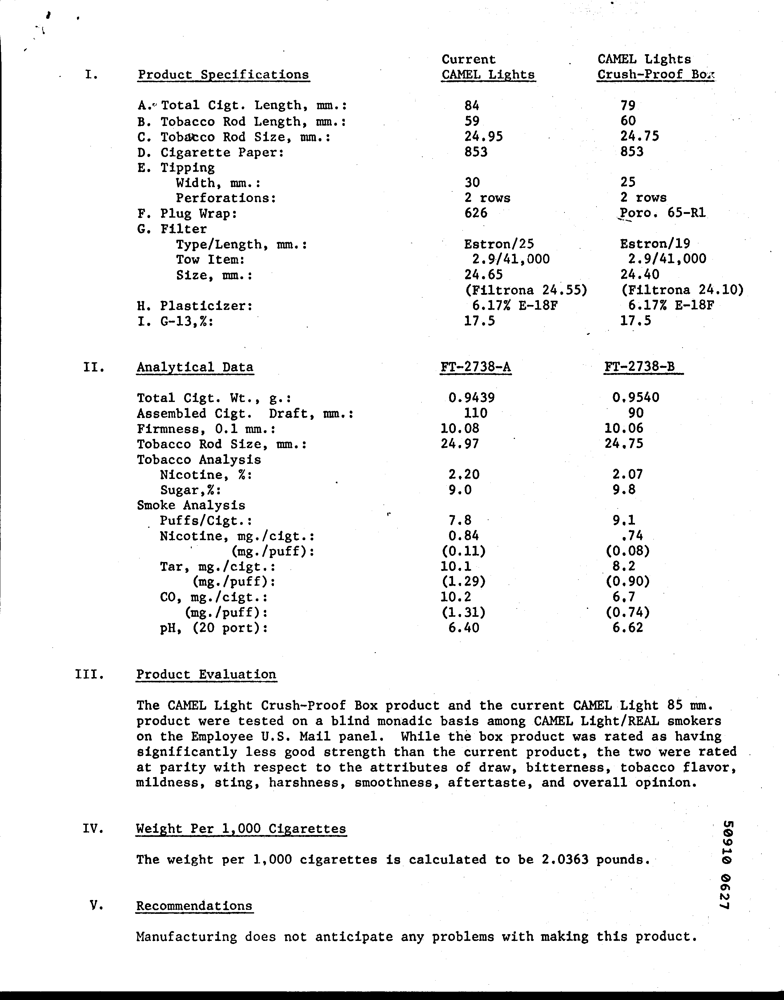 Current CAMEL Lights
I. Product Specifications CAMEL Lights Crush-Proof Box
A. Total Cigt. Length, mm.: 84 79
B. Tobacco Rod Length, mm.: 59 60
C. Tobacco Rod Size, mm.: 24.95 24.75
D. Cigarette Paper: 853 853
E. Tipping
Width, mm.: 30 25
Perforations: 2 rows 2 rows
F. Plug Wrap: 626 Poro. 65-R1
G. Filter
Type/Length, mm.: Estron/25 Estron/19
Tow Item: 2.9/41,000 2.9/41,000
Size, mm.: 24.65 24.40
(Filtrona 24.55) (Filtrona 24.10)
H. Plasticizer: 6.17% E-18F 6.17% E-18F
I. G-13,%: 17.5 17.5
II. Analytical Data FT-2738-A FT-2738-B
Total Cigt. Wt., g.: 0.9439 0.9540
Assembled Cigt. Draft, mm.: 110 90
Firmness, 0.1 mm.: 10.08 10.06
Tobacco Rod Size, mm.: 24.97 24.75
Tobacco Analysis
Nicotine, %: 2.20 2.07
Sugar,%: 9.0 9.8
Smoke Analysis
Puffs/Cigt.: 7.8 9.1
Nicotine, mg./cigt.: 0.84 .74
(mg./puff): (0.11) (0.08)
Tar, mg./cigt.: 10.1 8.2
(mg./puff): (1.29) (0.90)
CO, mg./cigt.: 10.2 6.7
(mg./puff): (1.31) (0.74)
pH, (20 port): 6.40 6.62
III. Product Evaluation
The CAMEL Light Crush-Proof Box product and the current CAMEL Light 85 mm.
product were tested on a blind monadic basis among CAMEL Light/REAL smokers
on the Employee U.S. Mail panel. While the box product was rated as having
significantly less good strength than the current product, the two were rated
at parity with respect to the attributes of draw, bitterness, tobacco flavor,
mildness, sting, harshness, smoothness, aftertaste, and overall opinion.
IV. Weight Per 1,000 Cigarettes
The weight per 1,000 cigarettes is calculated to be 2.0363 pounds.
V. Recommendations
Manufacturing does not anticipate any problems with making this product.
50910 0627